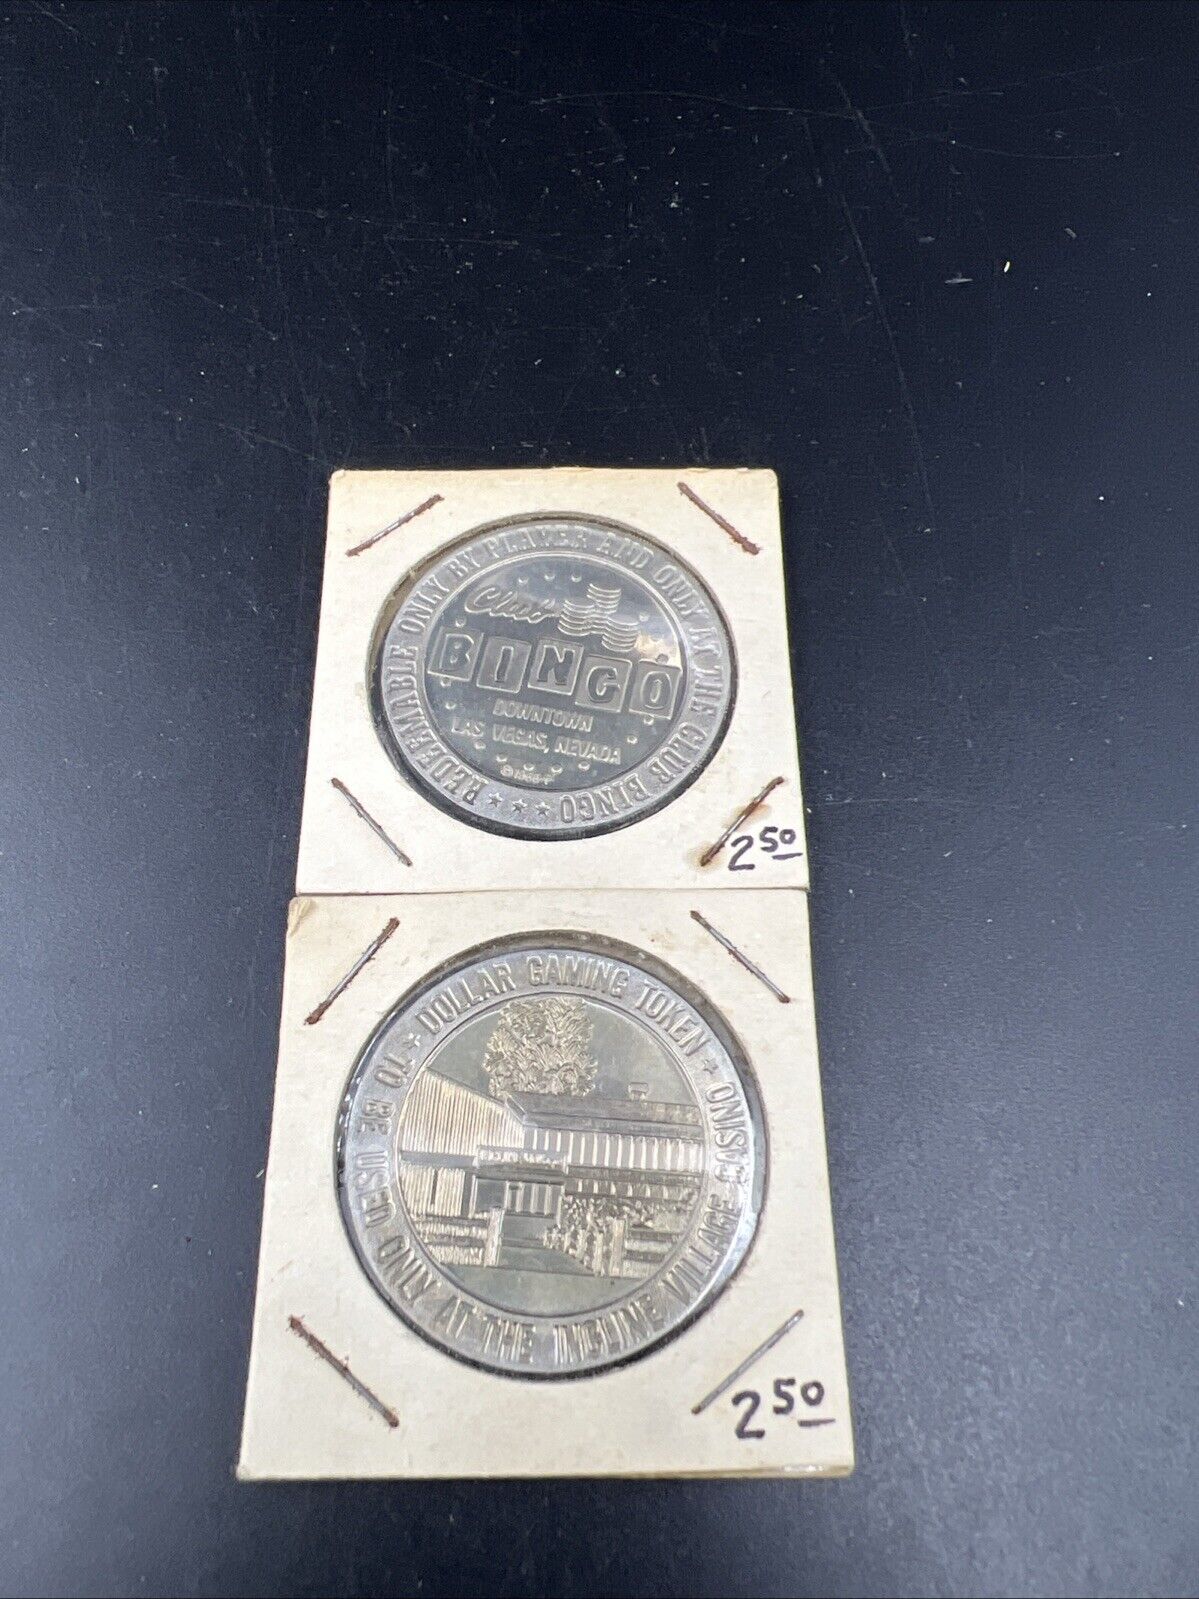 REDEEMABLE ONLY BY PLAYER AND ONLY AT THE CLUB BINGO
Club
BINGO
DOWNTOWN
LAS VEGAS, NEVADA
2 50
DOLLAR GAMING TOKEN
TO BE USED ONLY AT THE INCLINE VILLAGE CASINO
2 50